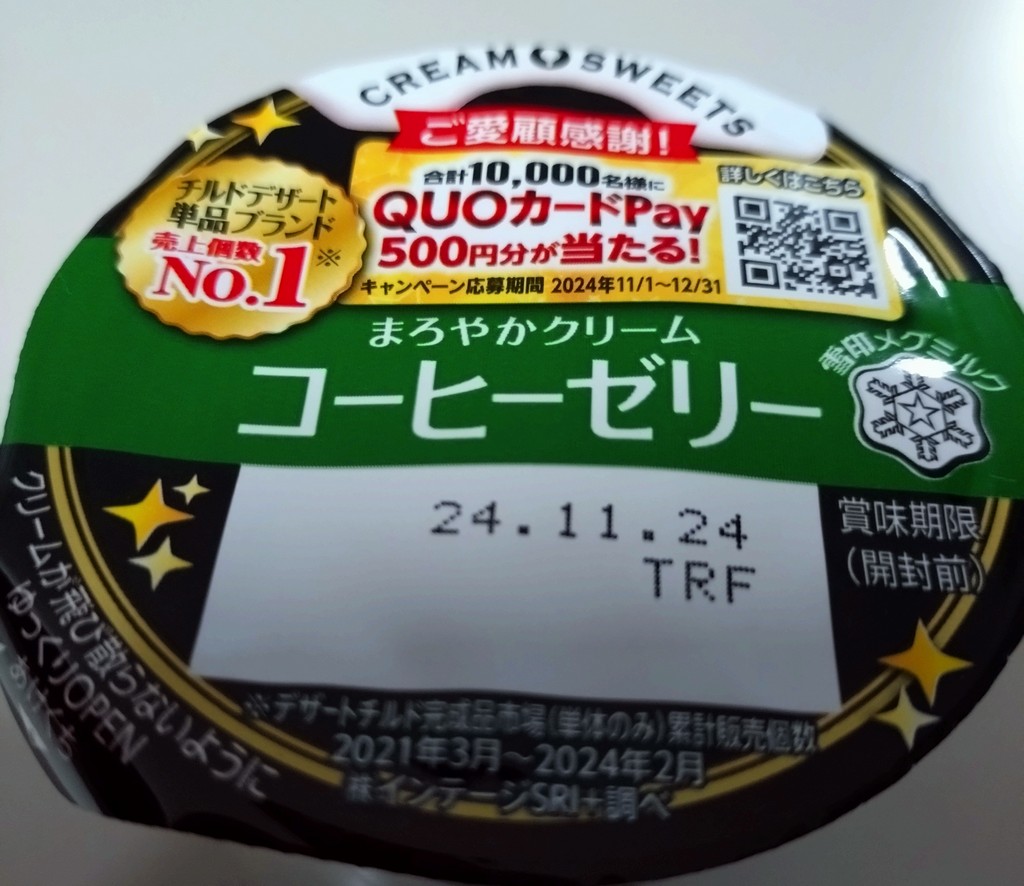 CREAM SWEETS
ご愛顧感謝!
合計10,000名様に
QUOカードPay
500円分が当たる!
キャンペーン応募期間 2024年11/1~12/31
詳しくはこちら
チルドデザート
単品ブランド
売上個数
No.1※
まろやかクリーム
コーヒーゼリー
雪印メグミルク
24.11.24
TRF
賞味期限
(開封前)
クリームが飛び散らないように
ゆっくりOPEN
あけくち
※デザートチルド完成品市場(単体のみ)累計販売個数
2021年3月~2024年2月
㈱インテージSRI+調べ